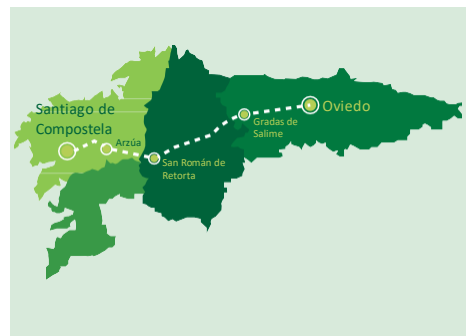 Santiago de
Compostela
Arzúa
San Román de
Retorta
Gradas de
Salime
Oviedo